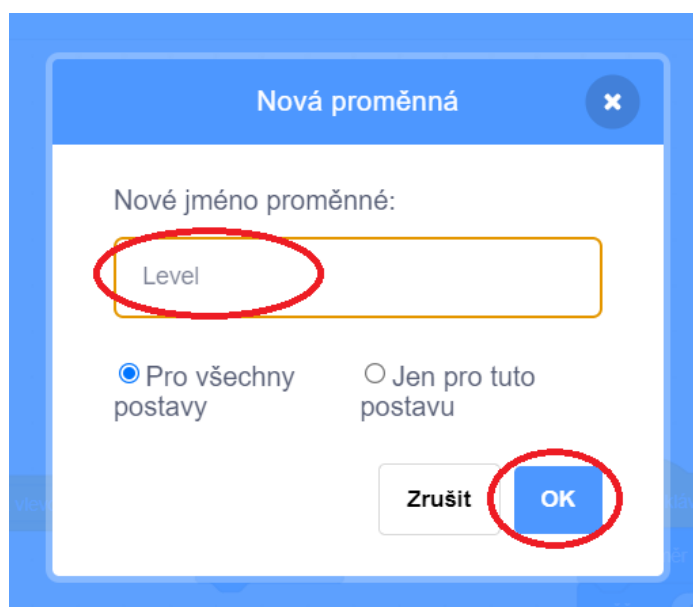 Nová proměnná
Nové jméno proměnné:
Level
Pro všechny postavy
Jen pro tuto postavu
Zrušit
OK